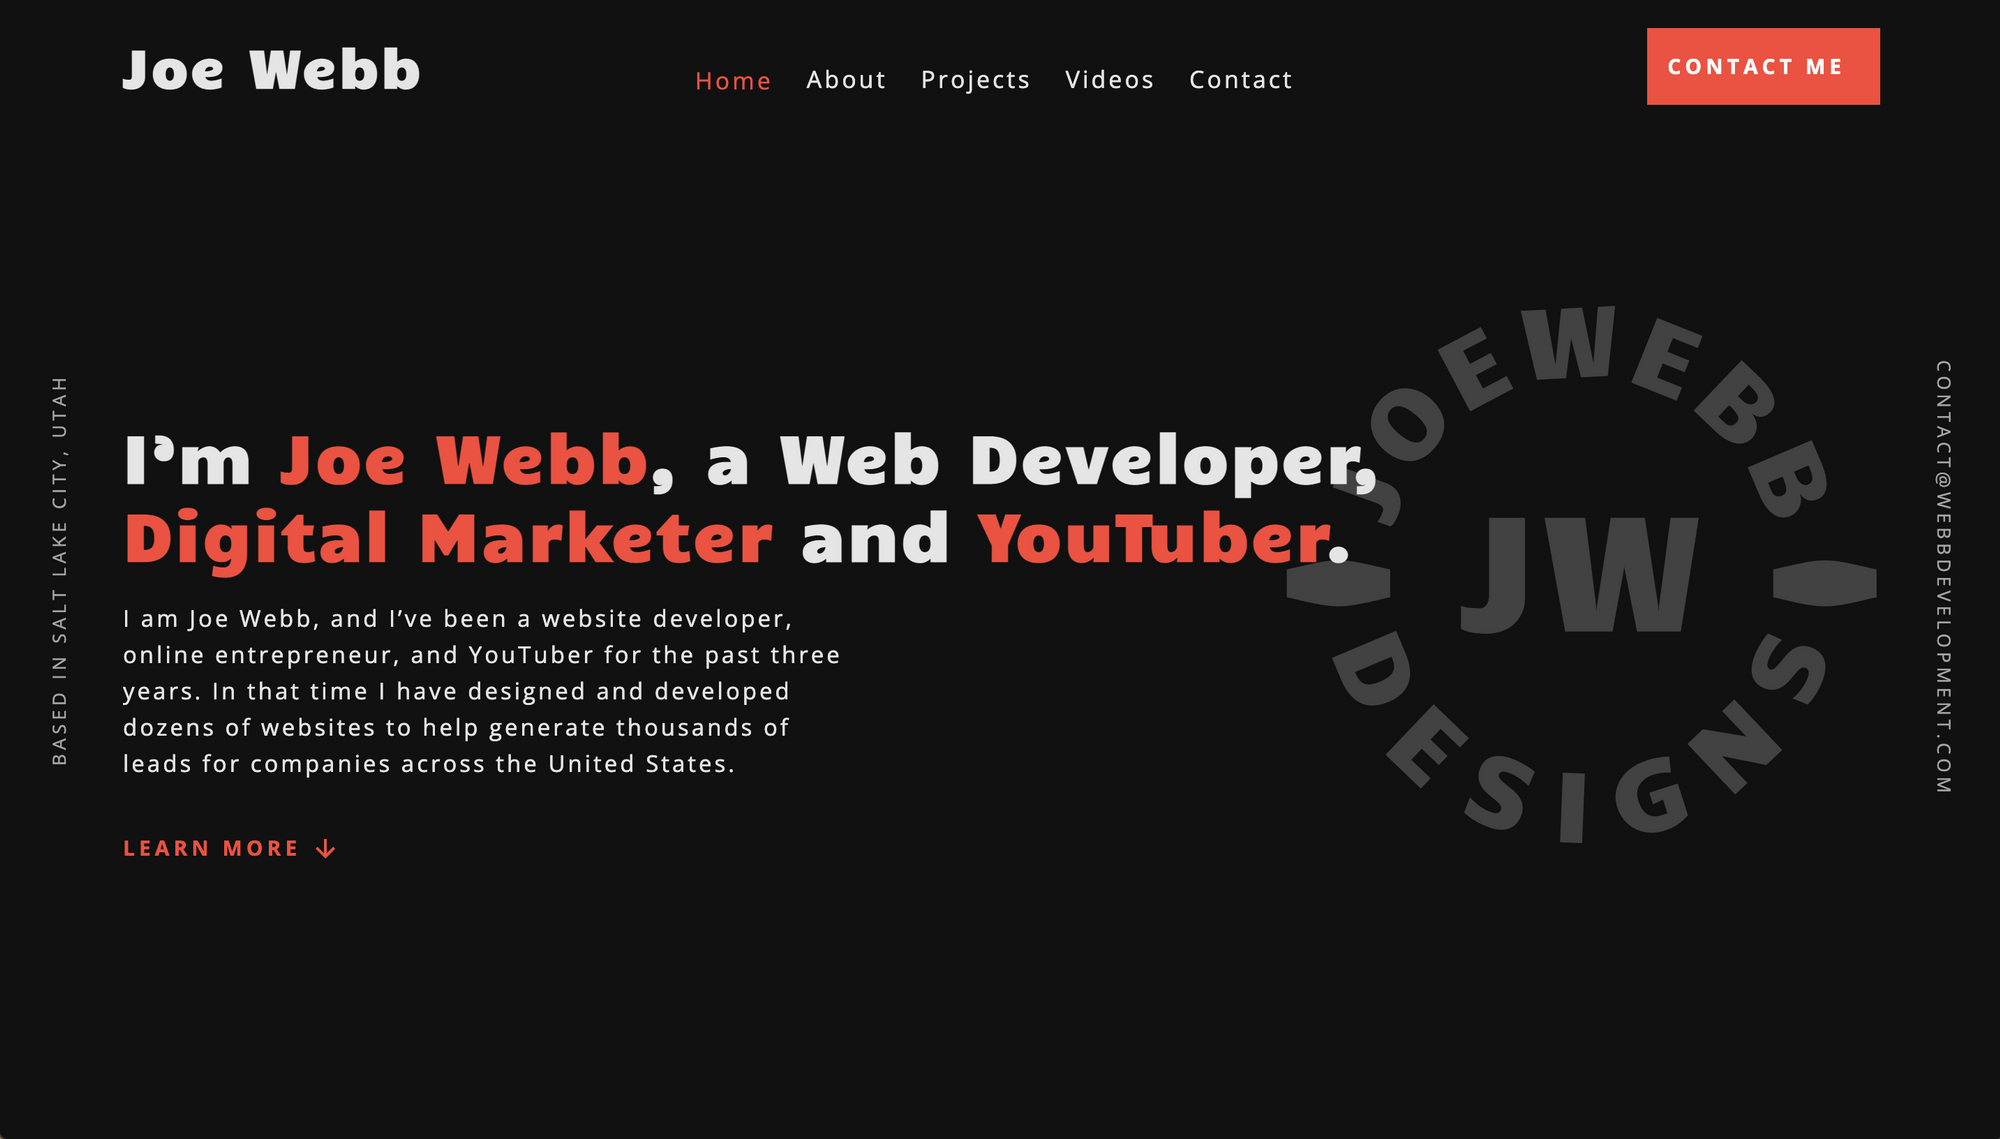 Joe Webb
Home About Projects Videos Contact
CONTACT ME
BASED IN SALT LAKE CITY, UTAH
I’m Joe Webb, a Web Developer,
Digital Marketer and YouTuber.
I am Joe Webb, and I’ve been a website developer,
online entrepreneur, and YouTuber for the past three
years. In that time I have designed and developed
dozens of websites to help generate thousands of
leads for companies across the United States.
LEARN MORE ↓
JOEWEBB
JW
DESIGNS
CONTACT@WEBBDEVELOPMENT.COM